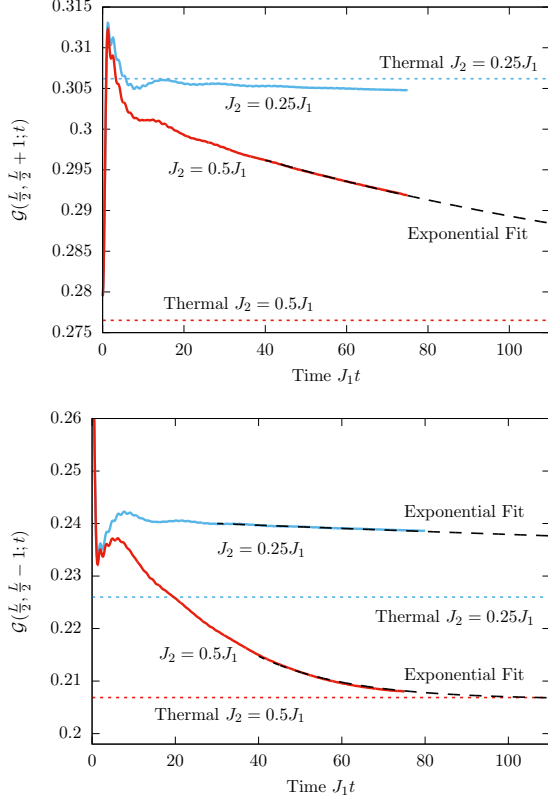 0.315
0.31
0.305
0.3
0.295
0.29
0.285
0.28
0.275
𝒢(L/2, L/2 + 1; t)
Thermal J₂ = 0.25J₁
J₂ = 0.25J₁
J₂ = 0.5J₁
Exponential Fit
Thermal J₂ = 0.5J₁
0 20 40 60 80 100
Time J₁t
0.26
0.25
0.24
0.23
0.22
0.21
0.2
𝒢(L/2, L/2 − 1; t)
Exponential Fit
J₂ = 0.25J₁
Thermal J₂ = 0.25J₁
J₂ = 0.5J₁
Exponential Fit
Thermal J₂ = 0.5J₁
0 20 40 60 80 100
Time J₁t